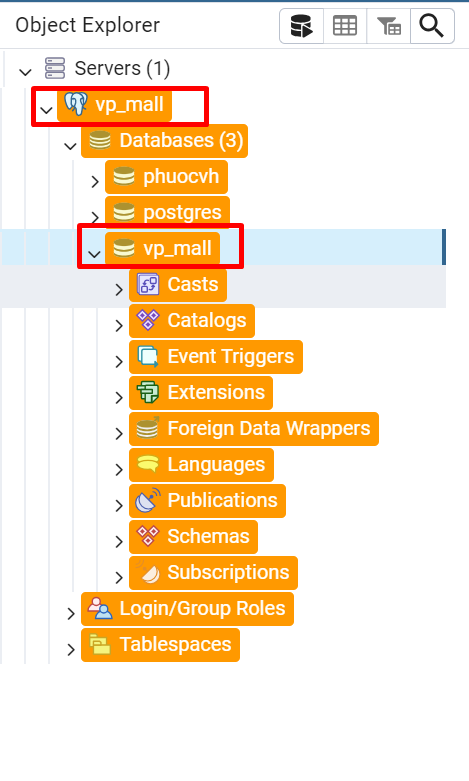 Object Explorer
Servers (1)
vp_mall
Databases (3)
phuocvh
postgres
vp_mall
Casts
Catalogs
Event Triggers
Extensions
Foreign Data Wrappers
Languages
Publications
Schemas
Subscriptions
Login/Group Roles
Tablespaces